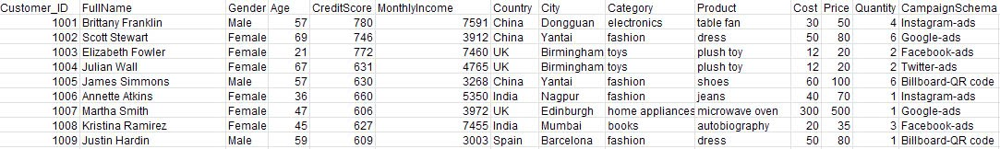 Customer_ID FullName Gender Age CreditScore MonthlyIncome Country City Category Product Cost Price Quantity CampaignSchema
1001 Brittany Franklin Male 57 780 7591 China Dongguan electronics table fan 30 50 4 Instagram-ads
1002 Scott Stewart Female 69 746 3912 China Yantai fashion dress 50 80 6 Google-ads
1003 Elizabeth Fowler Female 21 772 7460 UK Birmingham toys plush toy 12 20 2 Facebook-ads
1004 Julian Wall Female 67 631 4765 UK Birmingham toys plush toy 12 20 2 Twitter-ads
1005 James Simmons Male 57 630 3268 China Yantai fashion shoes 60 100 6 Billboard-QR code
1006 Annette Atkins Female 36 660 5350 India Nagpur fashion jeans 40 70 1 Instagram-ads
1007 Martha Smith Female 47 606 3972 UK Edinburgh home appliances microwave oven 300 500 1 Google-ads
1008 Kristina Ramirez Female 45 627 7455 India Mumbai books autobiography 20 35 3 Facebook-ads
1009 Justin Hardin Male 59 609 3003 Spain Barcelona fashion dress 50 80 1 Billboard-QR code